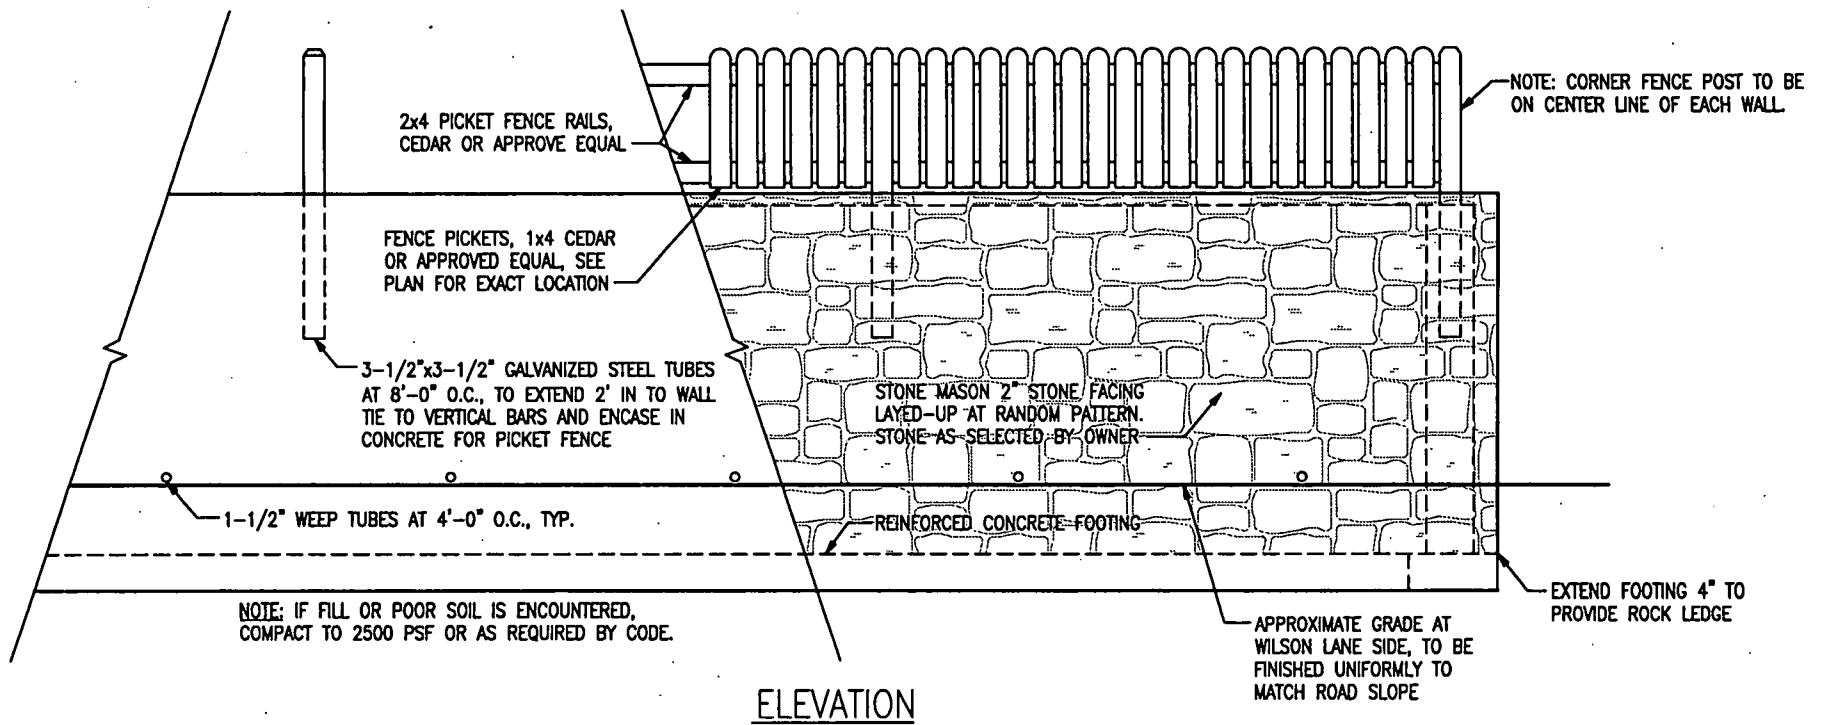 2x4 PICKET FENCE RAILS,
CEDAR OR APPROVE EQUAL
NOTE: CORNER FENCE POST TO BE
ON CENTER LINE OF EACH WALL.
FENCE PICKETS, 1x4 CEDAR
OR APPROVED EQUAL, SEE
PLAN FOR EXACT LOCATION
3-1/2"x3-1/2" GALVANIZED STEEL TUBES
AT 8'-0" O.C., TO EXTEND 2' IN TO WALL
TIE TO VERTICAL BARS AND ENCASE IN
CONCRETE FOR PICKET FENCE
STONE MASON 2" STONE FACING
LAYED-UP AT RANDOM PATTERN.
STONE AS SELECTED BY OWNER
1-1/2" WEEP TUBES AT 4'-0" O.C., TYP.
REINFORCED CONCRETE FOOTING
NOTE: IF FILL OR POOR SOIL IS ENCOUNTERED,
COMPACT TO 2500 PSF OR AS REQUIRED BY CODE.
EXTEND FOOTING 4" TO
PROVIDE ROCK LEDGE
APPROXIMATE GRADE AT
WILSON LANE SIDE, TO BE
FINISHED UNIFORMLY TO
MATCH ROAD SLOPE
ELEVATION